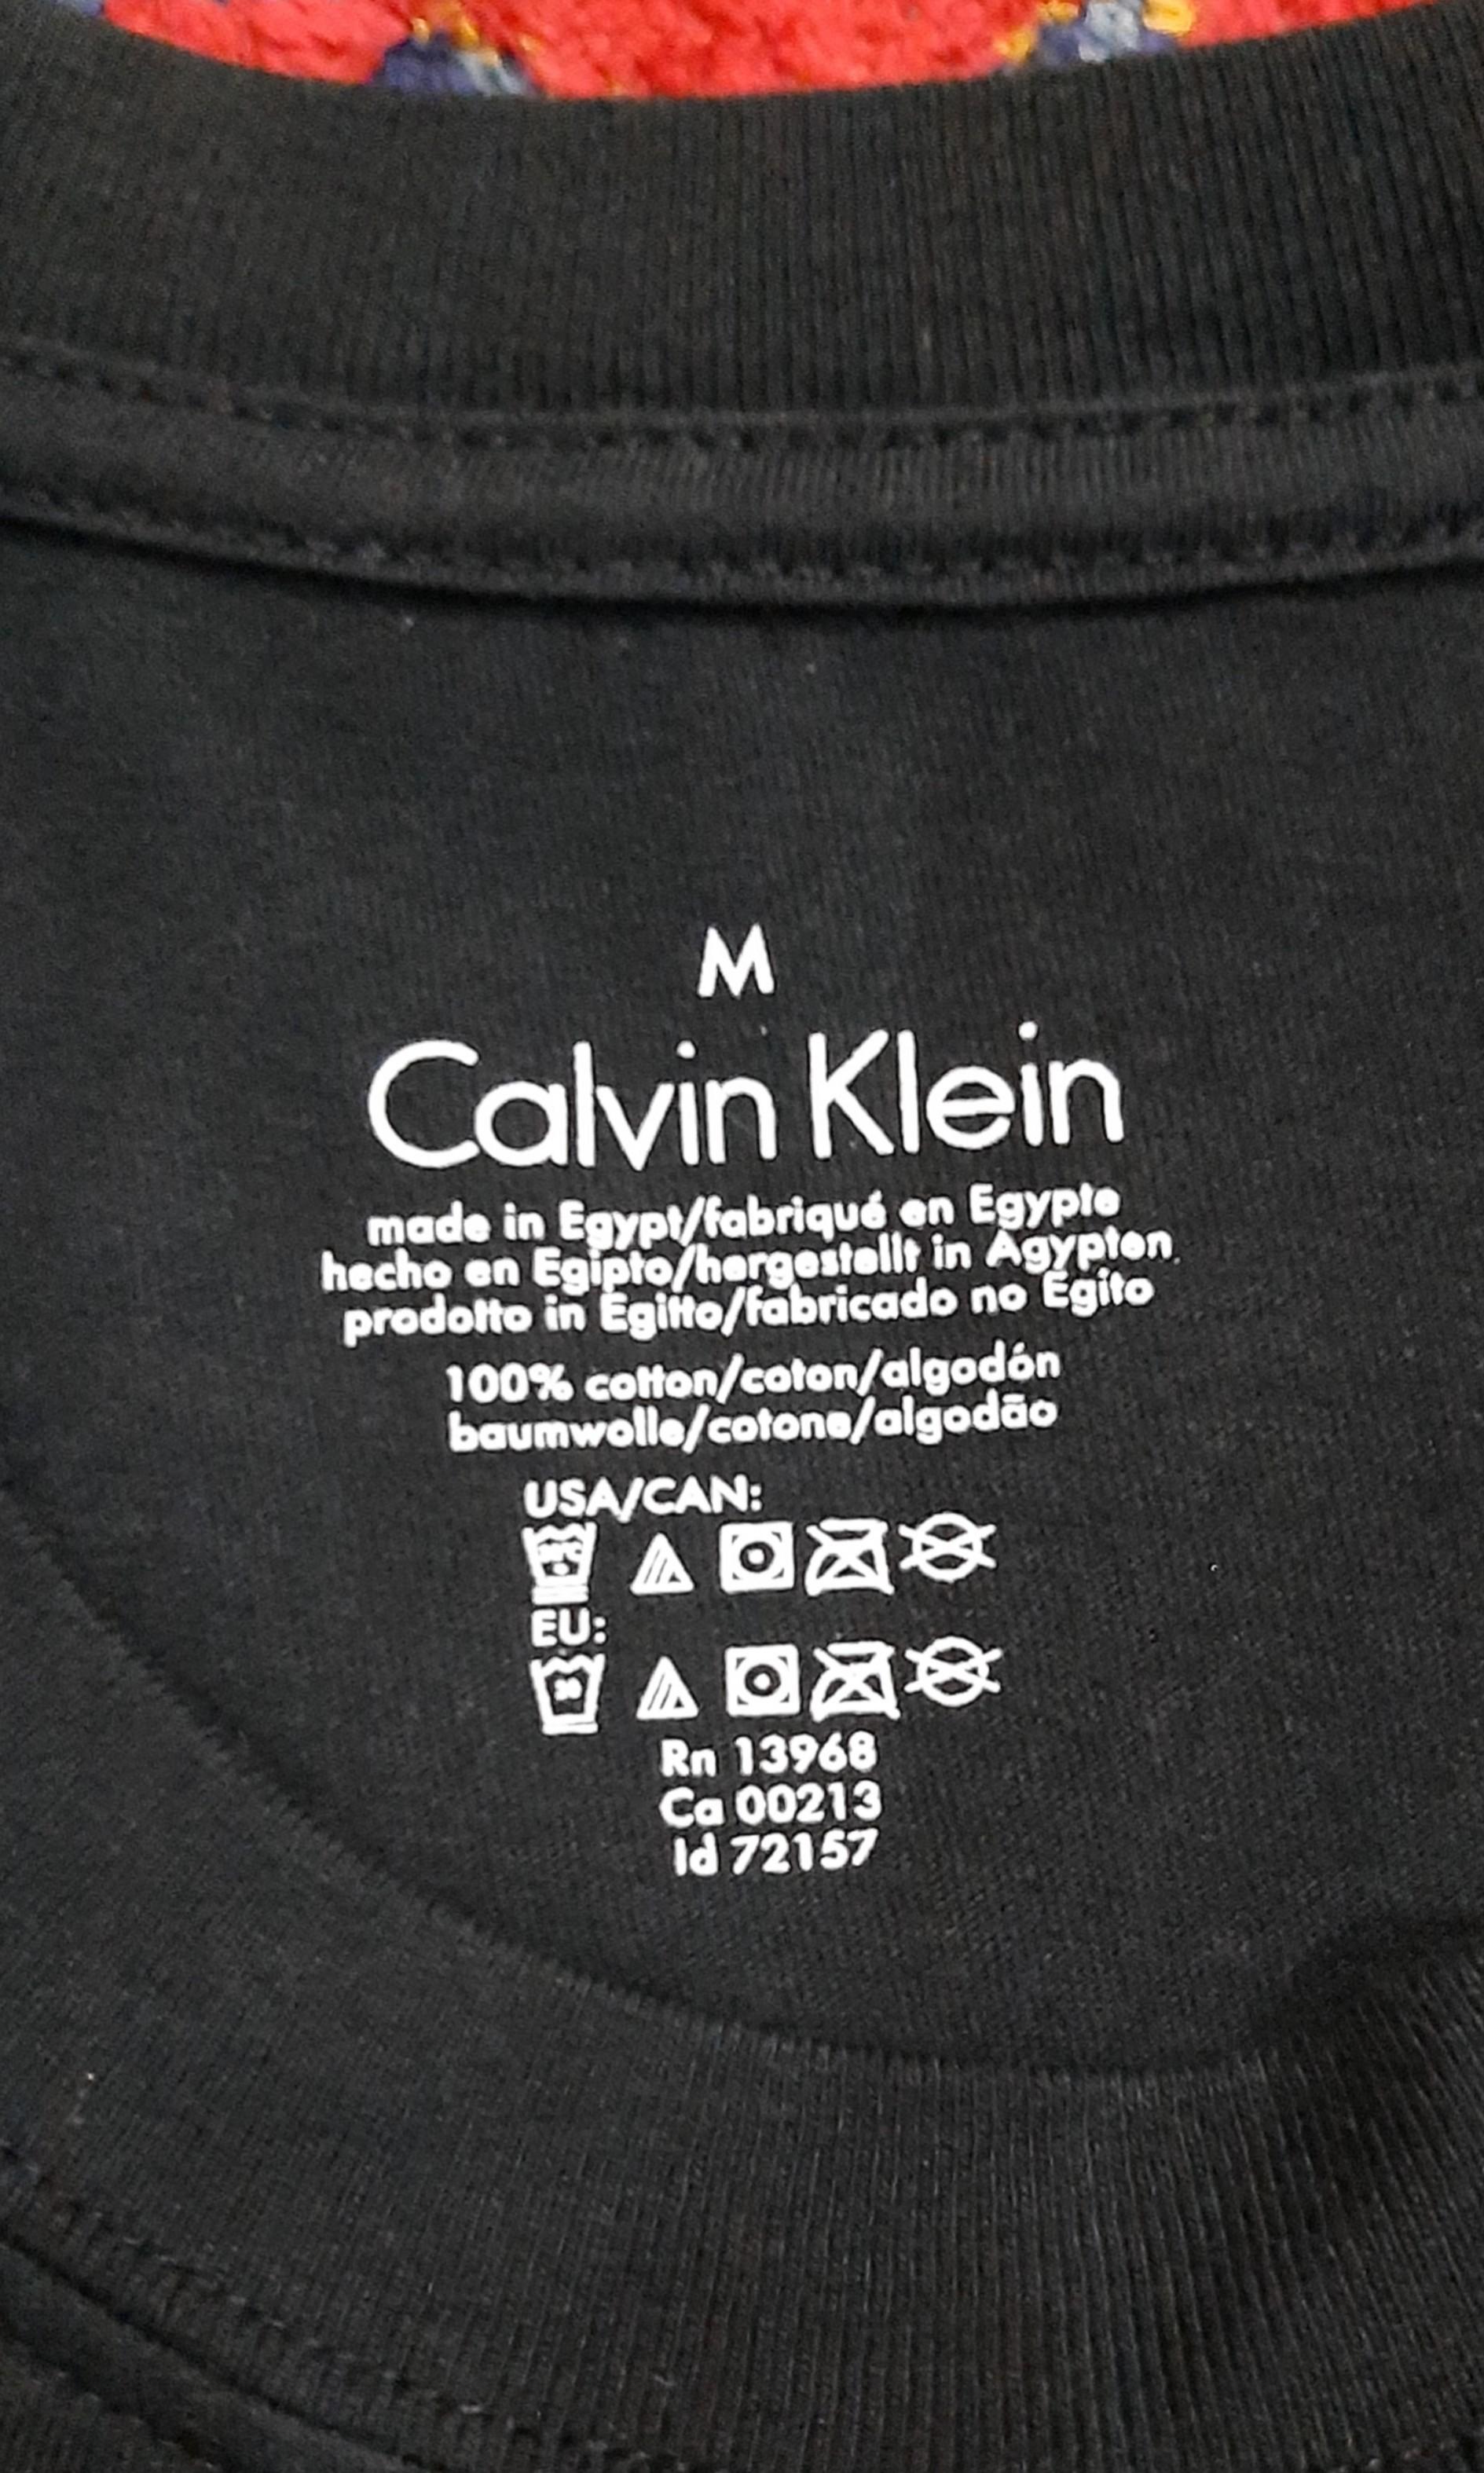 M
Calvin Klein
made in Egypt/fabriqué en Egypte
hecho en Egipto/hergestellt in Agypten
prodotto in Egitto/fabricado no Egito
100% cotton/coton/algodón
baumwolle/cotone/algodão
USA/CAN:
EU:
Rn 13968
Ca 00213
Id 72157